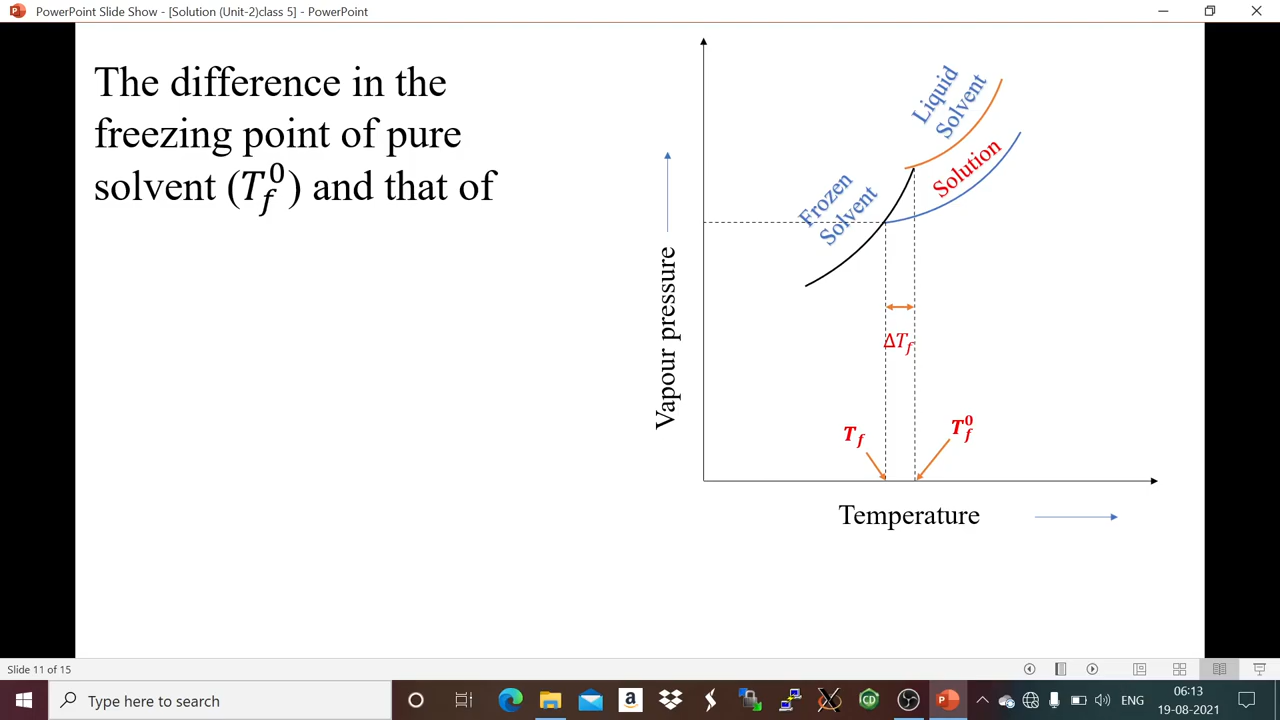 PowerPoint Slide Show - [Solution (Unit-2)class 5] - PowerPoint
The difference in the
freezing point of pure
solvent (T_f^0) and that of
Liquid
Solvent
Solution
Frozen
Solvent
Vapour pressure
ΔT_f
T_f
T_f^0
Temperature
Slide 11 of 15
Type here to search
a
CD
ENG
06:13
19-08-2021